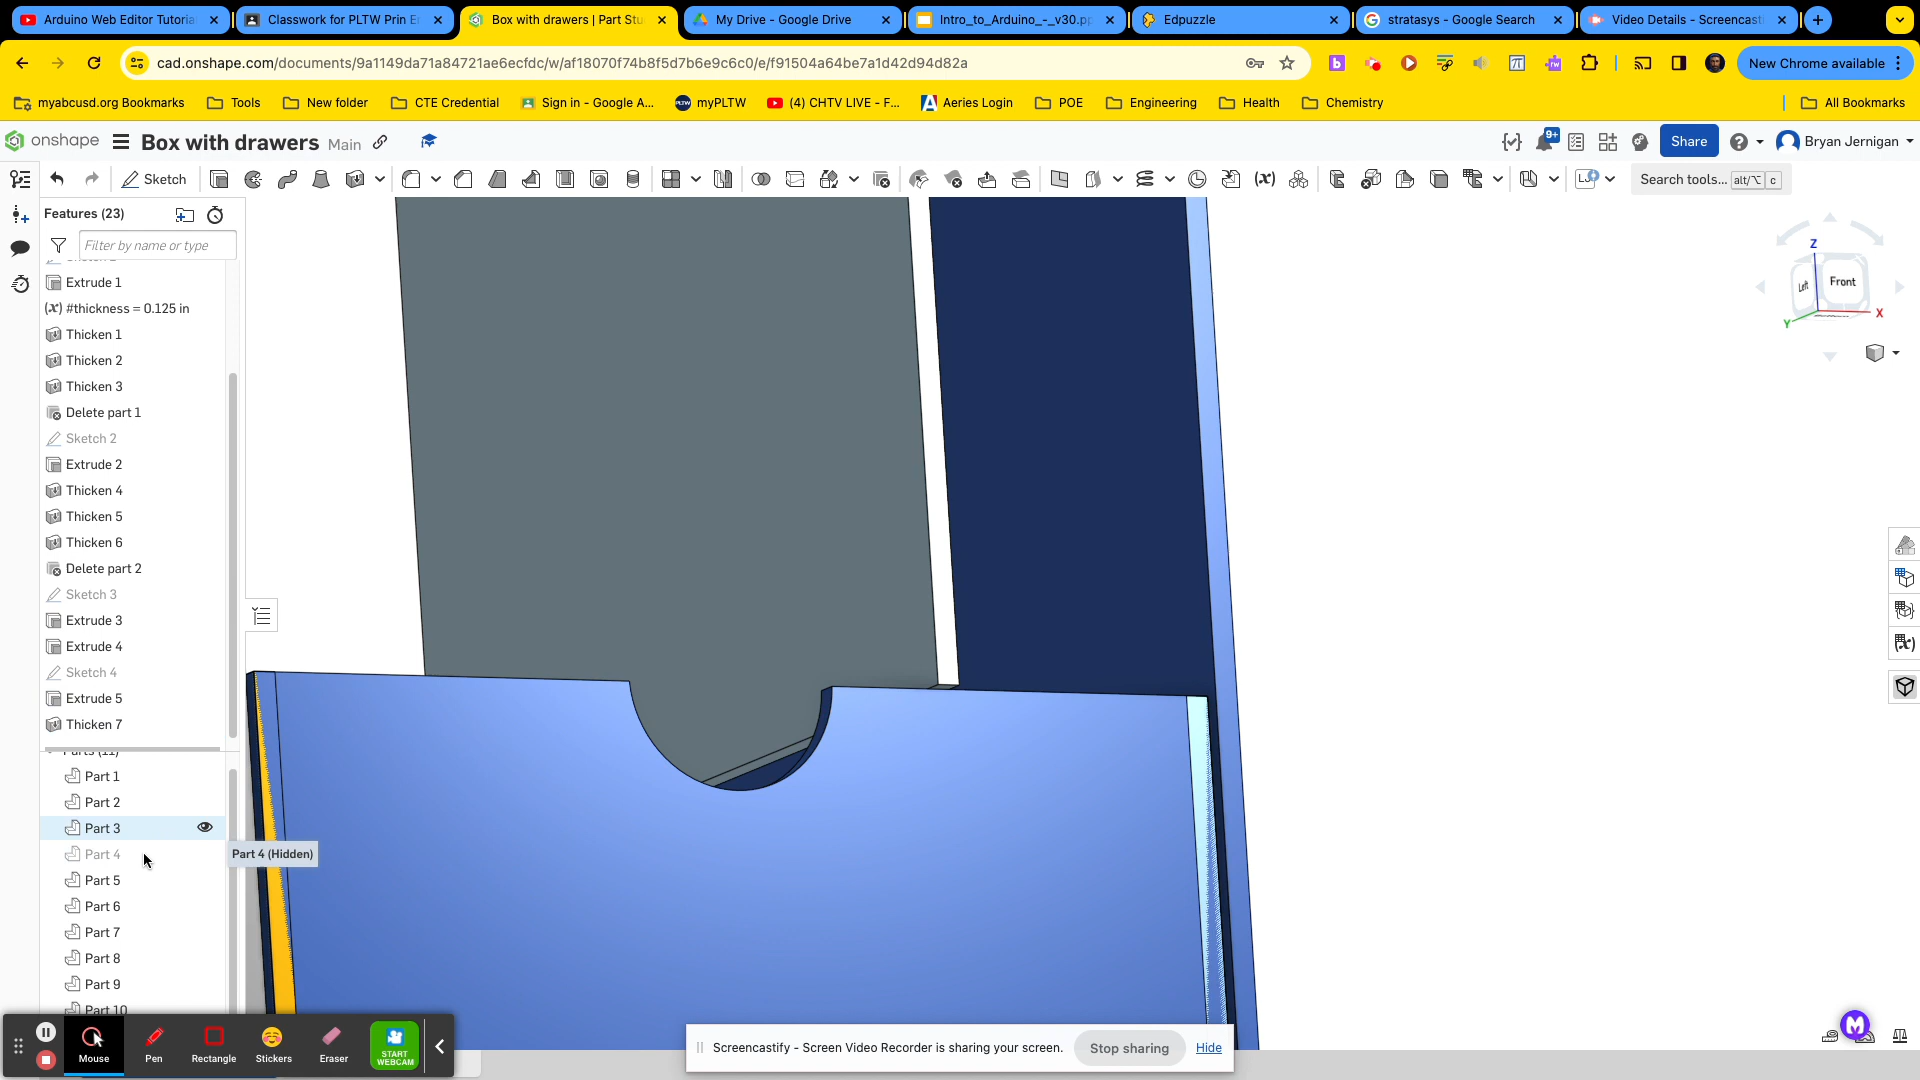 Arduino Web Editor Tutoria
Classwork for PLTW Prin E
Box with drawers | Part Stu
My Drive - Google Drive
Intro_to_Arduino_-_v30.pp
Edpuzzle
stratasys - Google Search
Video Details - Screencast
cad.onshape.com/documents/9a1149da71a84721ae6ecfdc/w/af18070f74b8f5d7b6e9c6c0/e/f91504a64be7a1d42d94d82a
New Chrome available
myabcusd.org Bookmarks
Tools
New folder
CTE Credential
Sign in - Google A...
myPLTW
(4) CHTV LIVE - F...
Aeries Login
POE
Engineering
Health
Chemistry
All Bookmarks
onshape
Box with drawers Main
9+
Share
Bryan Jernigan
Sketch
Search tools... alt/⌥ c
Features (23)
Filter by name or type
Extrude 1
(x) #thickness = 0.125 in
Thicken 1
Thicken 2
Thicken 3
Delete part 1
Sketch 2
Extrude 2
Thicken 4
Thicken 5
Thicken 6
Delete part 2
Sketch 3
Extrude 3
Extrude 4
Sketch 4
Extrude 5
Thicken 7
Parts (11)
Part 1
Part 2
Part 3
Part 4
Part 4 (Hidden)
Part 5
Part 6
Part 7
Part 8
Part 9
Part 10
Z
Left
Front
X
Y
Mouse
Pen
Rectangle
Stickers
Eraser
START
WEBCAM
Screencastify - Screen Video Recorder is sharing your screen.
Stop sharing
Hide